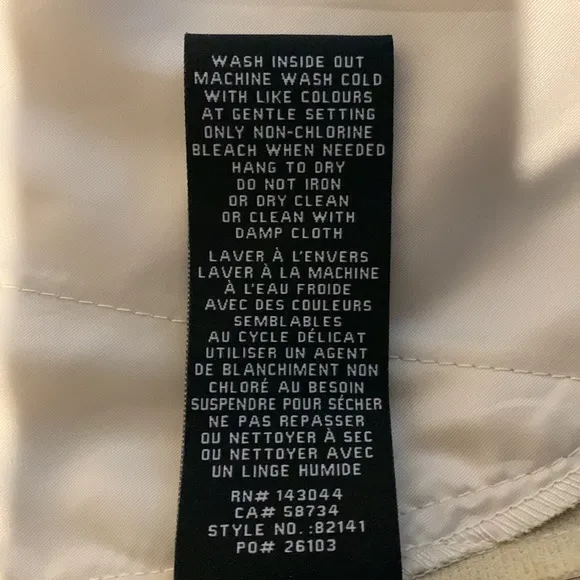 WASH INSIDE OUT
MACHINE WASH COLD
WITH LIKE COLOURS
AT GENTLE SETTING
ONLY NON-CHLORINE
BLEACH WHEN NEEDED
HANG TO DRY
DO NOT IRON
OR DRY CLEAN
OR CLEAN WITH
DAMP CLOTH
LAVER À L'ENVERS
LAVER À LA MACHINE
À L'EAU FROIDE
AVEC DES COULEURS
SEMBLABLES
AU CYCLE DÉLICAT
UTILISER UN AGENT
DE BLANCHIMENT NON
CHLORÉ AU BESOIN
SUSPENDRE POUR SÉCHER
NE PAS REPASSER
OU NETTOYER À SEC
OU NETTOYER AVEC
UN LINGE HUMIDE
RN# 143044
CA# 58734
STYLE NO.:82141
PO# 26103